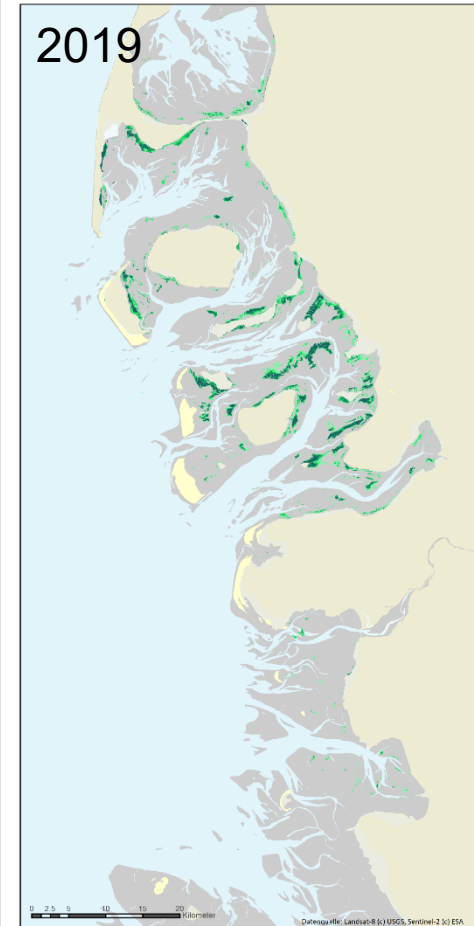 2019
0 2.5 5 10 15 20
Kilometer
Datenquelle: Landsat-8 (c) USGS, Sentinel-2 (c) ESA